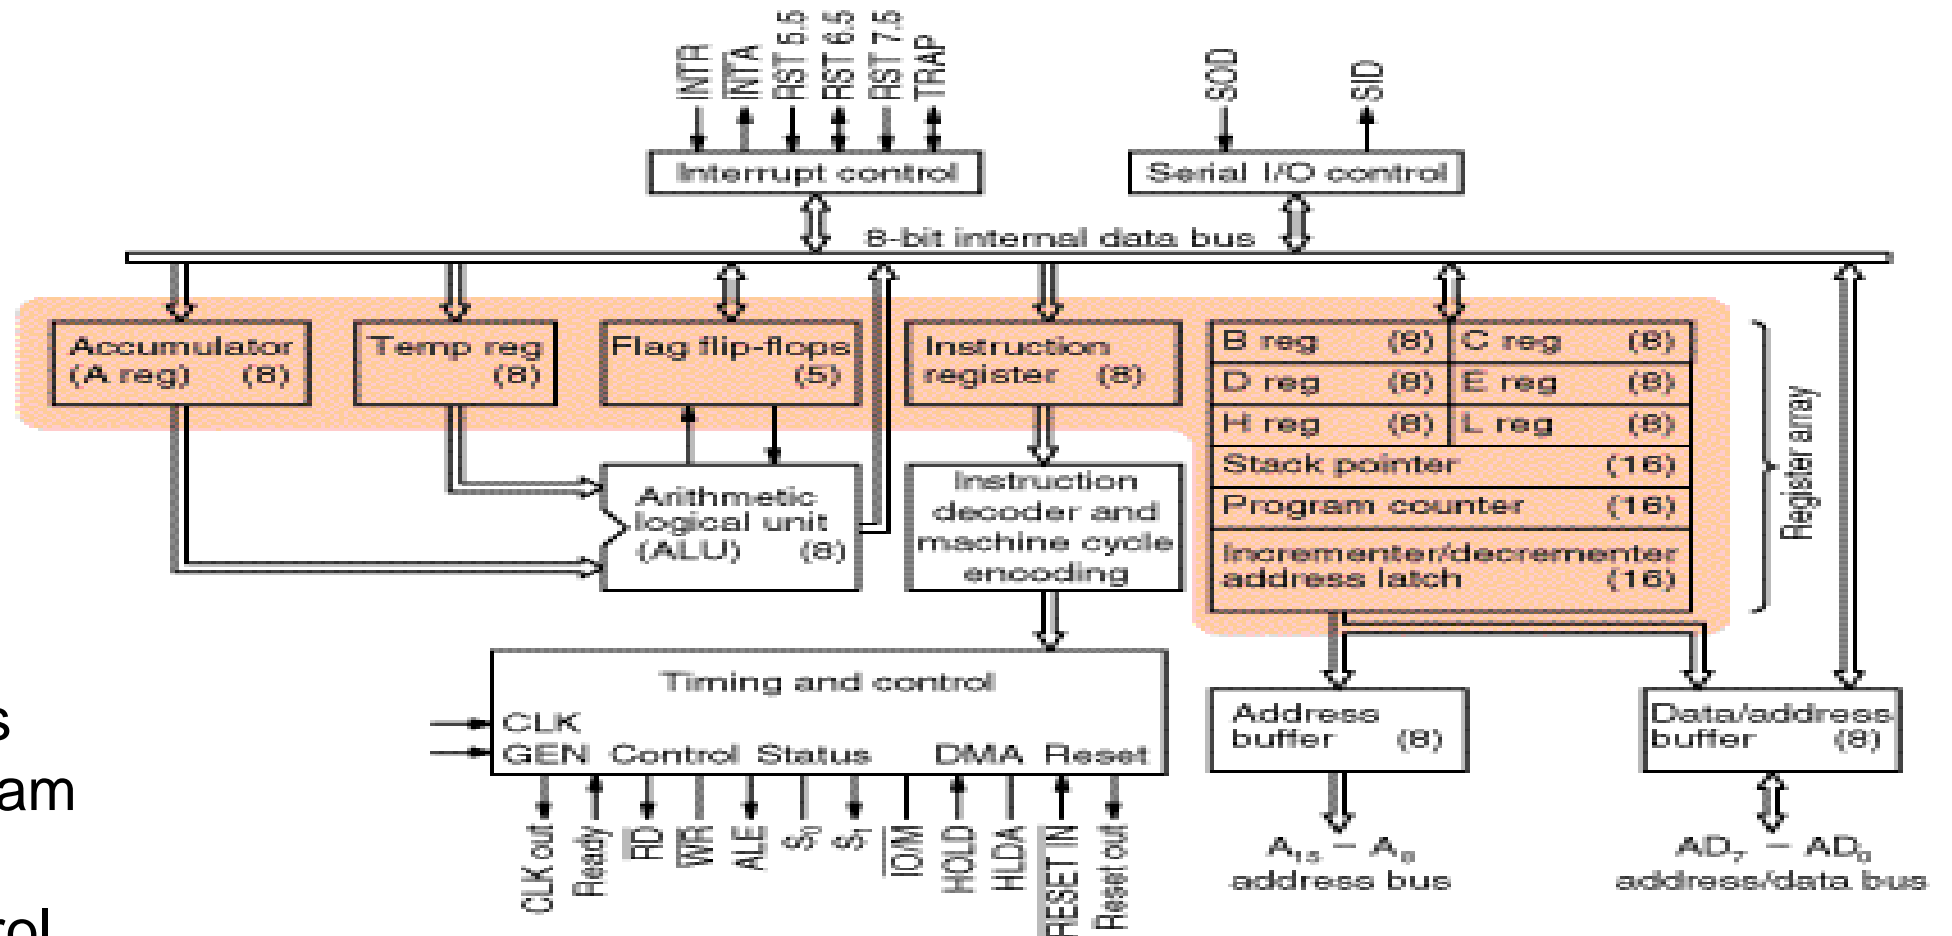 INTR
INTA
RST 5.5
RST 6.5
RST 7.5
TRAP
SOD
SID
Interrupt control
Serial I/O control
8-bit internal data bus
Accumulator
(A reg) (8)
Temp reg
(8)
Flag flip-flops
(5)
Instruction
register (8)
B reg (8) C reg (8)
D reg (8) E reg (8)
H reg (8) L reg (8)
Stack pointer (16)
Program counter (16)
Incrementer/decrementer
address latch (16)
Register array
Arithmetic
logical unit
(ALU) (8)
Instruction
decoder and
machine cycle
encoding
Timing and control
CLK
GEN Control Status DMA Reset
CLK out
Ready
RD
WR
ALE
S0
S1
IO/M
HOLD
HLDA
RESET IN
Reset out
Address
buffer (8)
Data/address
buffer (8)
A15 – A8
address bus
AD7 – AD0
address/data bus
s
am
rol